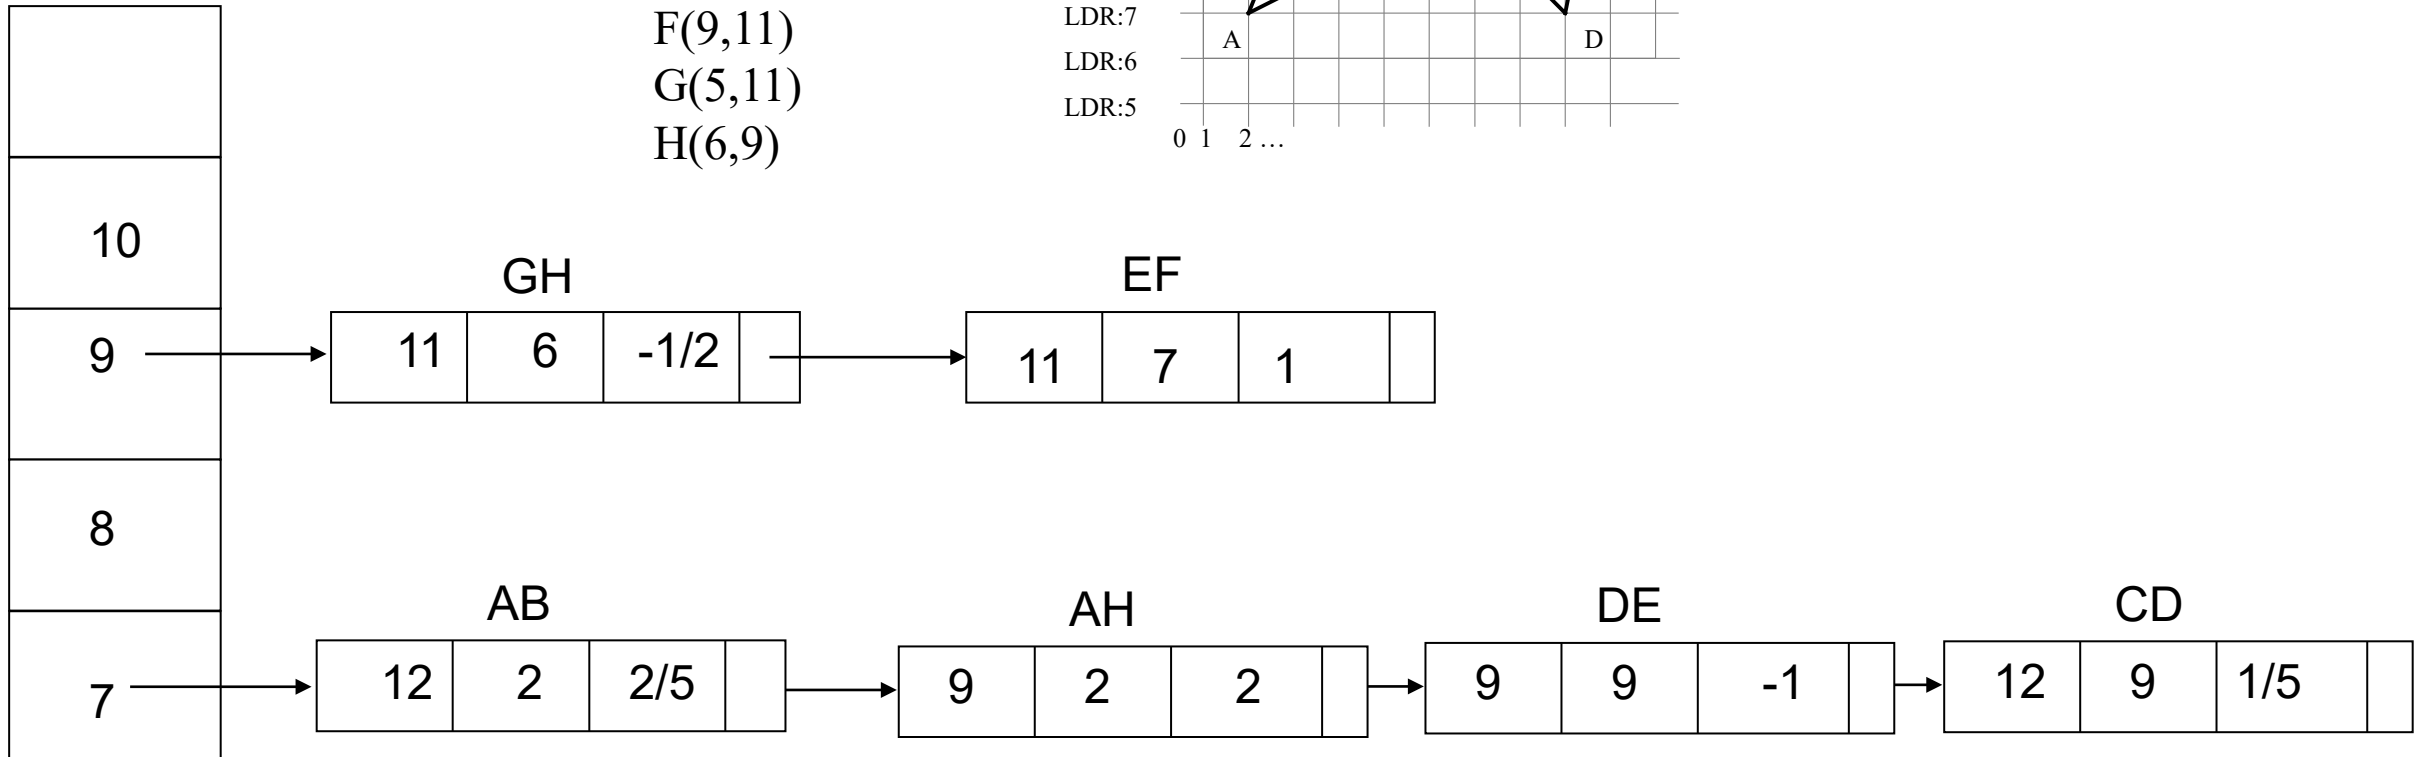 F(9,11)
G(5,11)
H(6,9)
LDR:7
LDR:6
LDR:5
A
D
0 1 2 ...
10
GH
EF
9
11 6 -1/2
11 7 1
8
AB
AH
DE
CD
7
12 2 2/5
9 2 2
9 9 -1
12 9 1/5